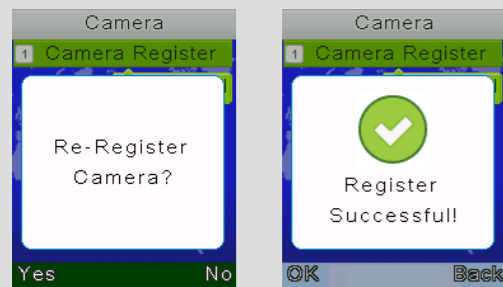 Camera
1 Camera Register
Re-Register
Camera?
Yes No
Camera
1 Camera Register
Register
Successful!
OK Back